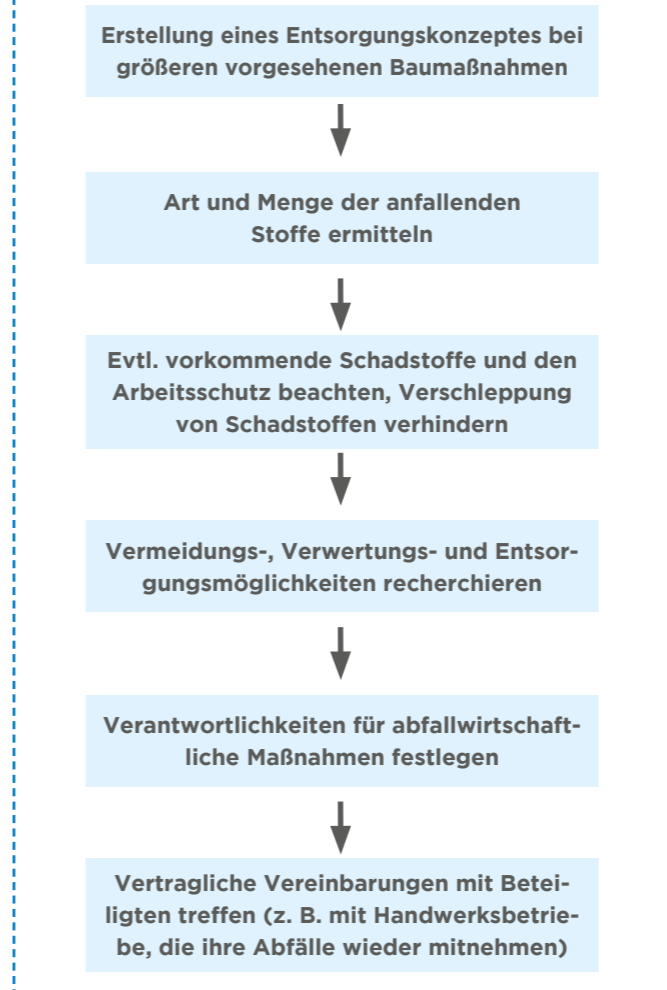 Erstellung eines Entsorgungskonzeptes bei
größeren vorgesehenen Baumaßnahmen
Art und Menge der anfallenden
Stoffe ermitteln
Evtl. vorkommende Schadstoffe und den
Arbeitsschutz beachten, Verschleppung
von Schadstoffen verhindern
Vermeidungs-, Verwertungs- und Entsor-
gungsmöglichkeiten recherchieren
Verantwortlichkeiten für abfallwirtschaft-
liche Maßnahmen festlegen
Vertragliche Vereinbarungen mit Betei-
ligten treffen (z. B. mit Handwerksbetrie-
be, die ihre Abfälle wieder mitnehmen)